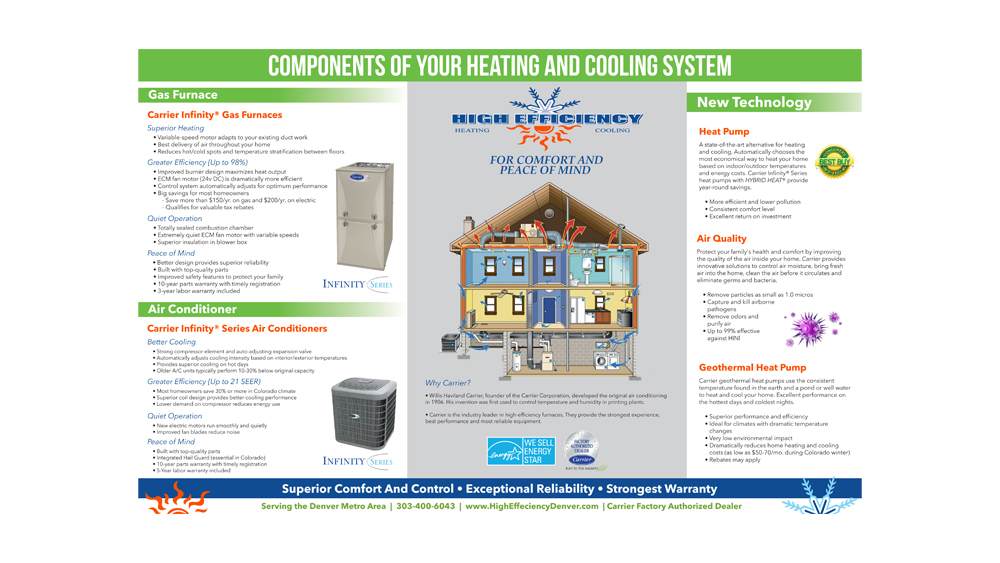 COMPONENTS OF YOUR HEATING AND COOLING SYSTEM
Gas Furnace
Carrier Infinity® Gas Furnaces
Superior Heating
• Variable-speed motor adapts to your existing duct work
• Best delivery of air throughout your home
• Reduces hot/cold spots and temperature stratification between floors
Greater Efficiency (Up to 98%)
• Improved burner design maximizes heat output
• ECM fan motor (24v DC) is dramatically more efficient
• Control system automatically adjusts for optimum performance
• Big savings for most homeowners
- Save more than $150/yr. on gas and $200/yr. on electric
- Qualifies for valuable tax rebates
Quiet Operation
• Totally sealed combustion chamber
• Extremely quiet ECM fan motor with variable speeds
• Superior insulation in blower box
Peace of Mind
• Better design provides superior reliability
• Built with top-quality parts
• Improved safety features to protect your family
• 10-year parts warranty with timely registration
• 3-year labor warranty included
INFINITY SERIES
Air Conditioner
Carrier Infinity® Series Air Conditioners
Better Cooling
• Strong compressor element and auto-adjusting expansion valve
• Automatically adjusts cooling intensity based on interior/exterior temperatures
• Provides superior cooling on hot days
• Older A/C units typically perform 10-30% below original capacity
Greater Efficiency (Up to 21 SEER)
• Most homeowners save 30% or more in Colorado climate
• Superior coil design provides better cooling performance
• Lower demand on compressor reduces energy use
Quiet Operation
• New electric motors run smoothly and quietly
• Improved fan blades reduce noise
Peace of Mind
• Built with top-quality parts
• Integrated Hail Guard (essential in Colorado)
• 10-year parts warranty with timely registration
• 5-Year labor warranty included
INFINITY SERIES
HIGH EFFICIENCY
HEATING COOLING
FOR COMFORT AND
PEACE OF MIND
Why Carrier?
• Willis Haviland Carrier, founder of the Carrier Corporation, developed the original air conditioning
in 1906. His invention was first used to control temperature and humidity in printing plants.
• Carrier is the industry leader in high-efficiency furnaces. They provide the strongest experience,
best performance and most reliable equipment.
WE SELL
ENERGY
STAR
FACTORY
AUTHORIZED
DEALER
Carrier
turn to the experts
New Technology
Heat Pump
A state-of-the-art alternative for heating
and cooling. Automatically chooses the
most economical way to heat your home
based on indoor/outdoor temperatures
and energy costs. Carrier Infinity® Series
heat pumps with HYBRID HEAT® provide
year-round savings.
BEST BUY
• More efficient and lower pollution
• Consistent comfort level
• Excellent return on investment
Air Quality
Protect your family's health and comfort by improving
the quality of the air inside your home. Carrier provides
innovative solutions to control air moisture, bring fresh
air into the home, clean the air before it circulates and
eliminate germs and bacteria.
• Remove particles as small as 1.0 micros
• Capture and kill airborne
pathogens
• Remove odors and
purify air
• Up to 99% effective
against HINI
Geothermal Heat Pump
Carrier geothermal heat pumps use the consistent
temperature found in the earth and a pond or well water
to heat and cool your home. Excellent performance on
the hottest days and coldest nights.
• Superior performance and efficiency
• Ideal for climates with dramatic temperature
changes
• Very low environmental impact
• Dramatically reduces home heating and cooling
costs (as low as $50-70/mo. during Colorado winter)
• Rebates may apply
Superior Comfort And Control • Exceptional Reliability • Strongest Warranty
Serving the Denver Metro Area | 303-400-6043 | www.HighEffeciencyDenver.com | Carrier Factory Authorized Dealer